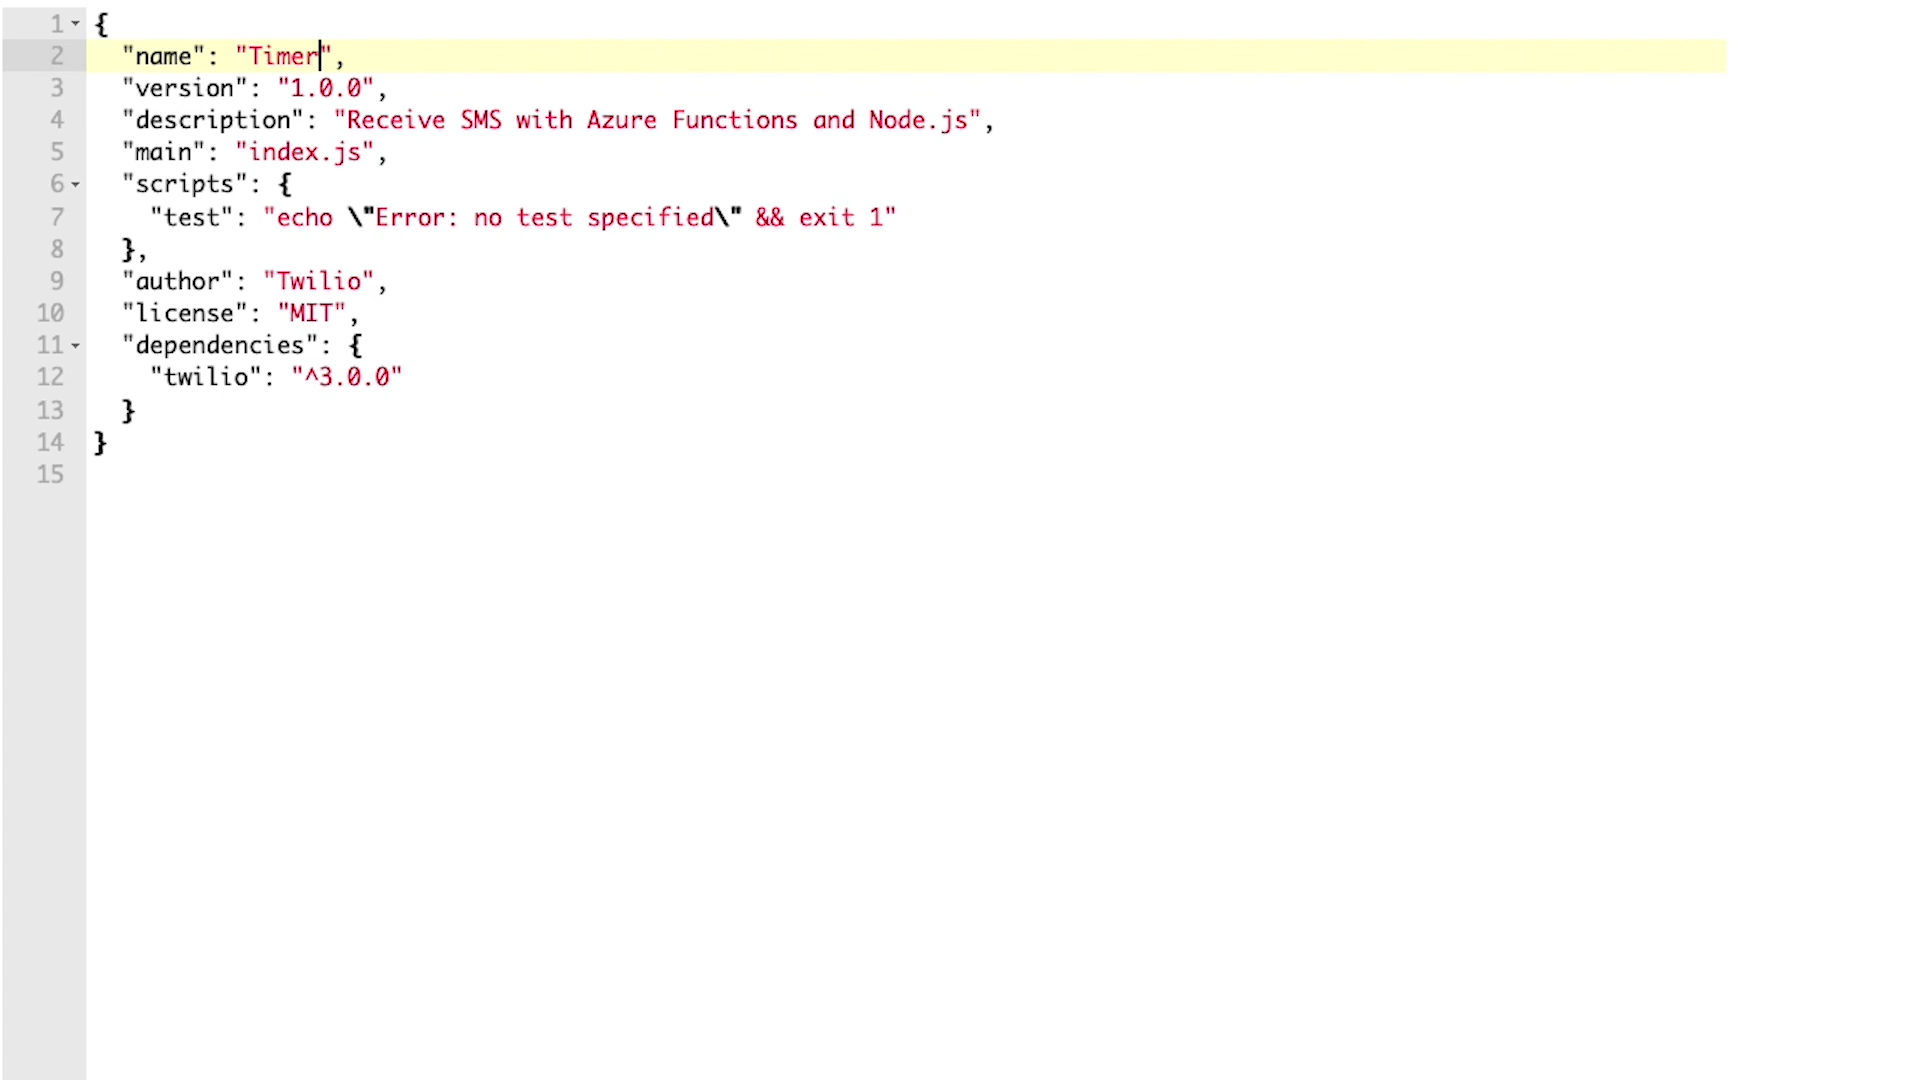 1 {
2 "name": "Timer",
3 "version": "1.0.0",
4 "description": "Receive SMS with Azure Functions and Node.js",
5 "main": "index.js",
6 "scripts": {
7 "test": "echo \"Error: no test specified\" && exit 1"
8 },
9 "author": "Twilio",
10 "license": "MIT",
11 "dependencies": {
12 "twilio": "^3.0.0"
13 }
14 }
15